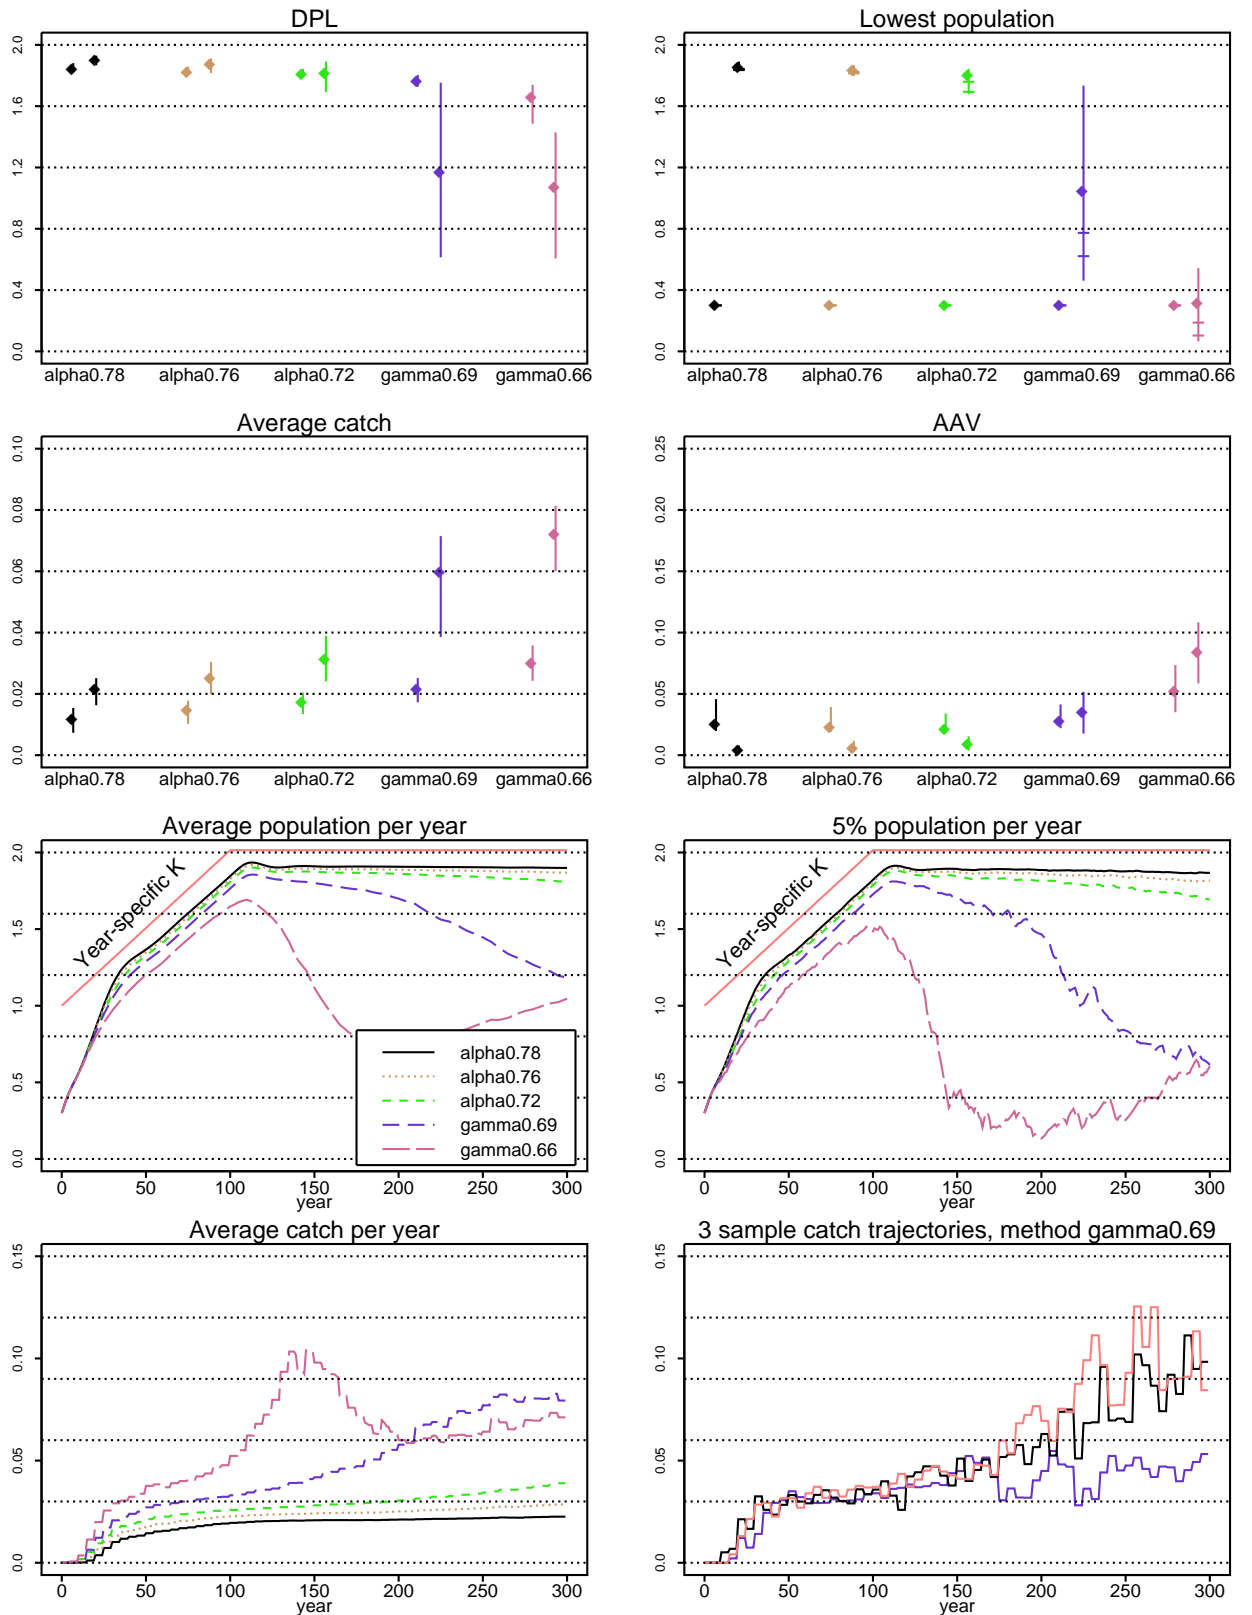 DPL
2.0
1.6
1.2
0.8
0.4
0.0
alpha0.78 alpha0.76 alpha0.72 gamma0.69 gamma0.66
Lowest population
2.0
1.6
1.2
0.8
0.4
0.0
alpha0.78 alpha0.76 alpha0.72 gamma0.69 gamma0.66
Average catch
0.10
0.08
0.06
0.04
0.02
0.0
alpha0.78 alpha0.76 alpha0.72 gamma0.69 gamma0.66
AAV
0.25
0.20
0.15
0.10
0.05
0.0
alpha0.78 alpha0.76 alpha0.72 gamma0.69 gamma0.66
Average population per year
2.0
1.5
1.0
0.5
0.0
Year-specific K
alpha0.78
alpha0.76
alpha0.72
gamma0.69
gamma0.66
0 50 100 150 200 250 300
year
5% population per year
2.0
1.5
1.0
0.5
0.0
Year-specific K
0 50 100 150 200 250 300
year
Average catch per year
0.15
0.10
0.05
0.0
0 50 100 150 200 250 300
year
3 sample catch trajectories, method gamma0.69
0.15
0.10
0.05
0.0
0 50 100 150 200 250 300
year